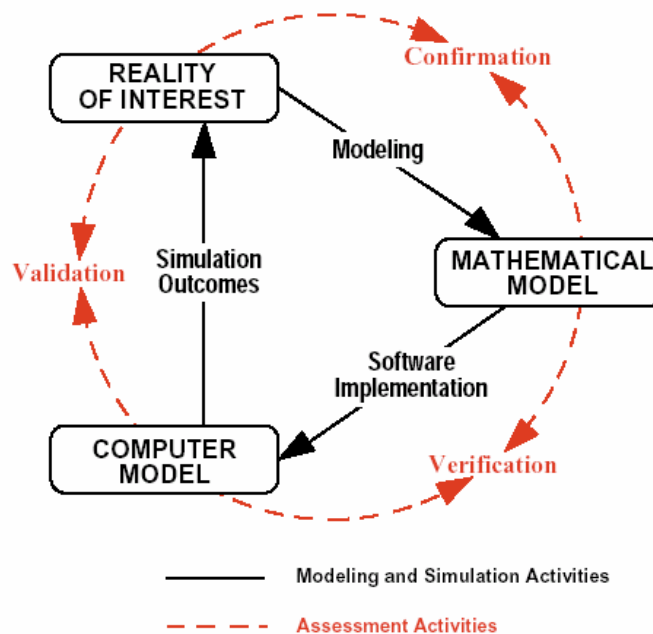 REALITY
OF INTEREST
Confirmation
Modeling
Validation
Simulation
Outcomes
MATHEMATICAL
MODEL
Software
Implementation
COMPUTER
MODEL
Verification
Modeling and Simulation Activities
Assessment Activities